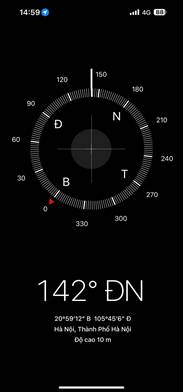 14:59 4G 88
150
120 180
90 210
Đ N
60 240
B T
30 270
0 300
330
142° ĐN
20°59'12" B 105°45'6" Đ
Hà Nội, Thành Phố Hà Nội
Độ cao 10 m